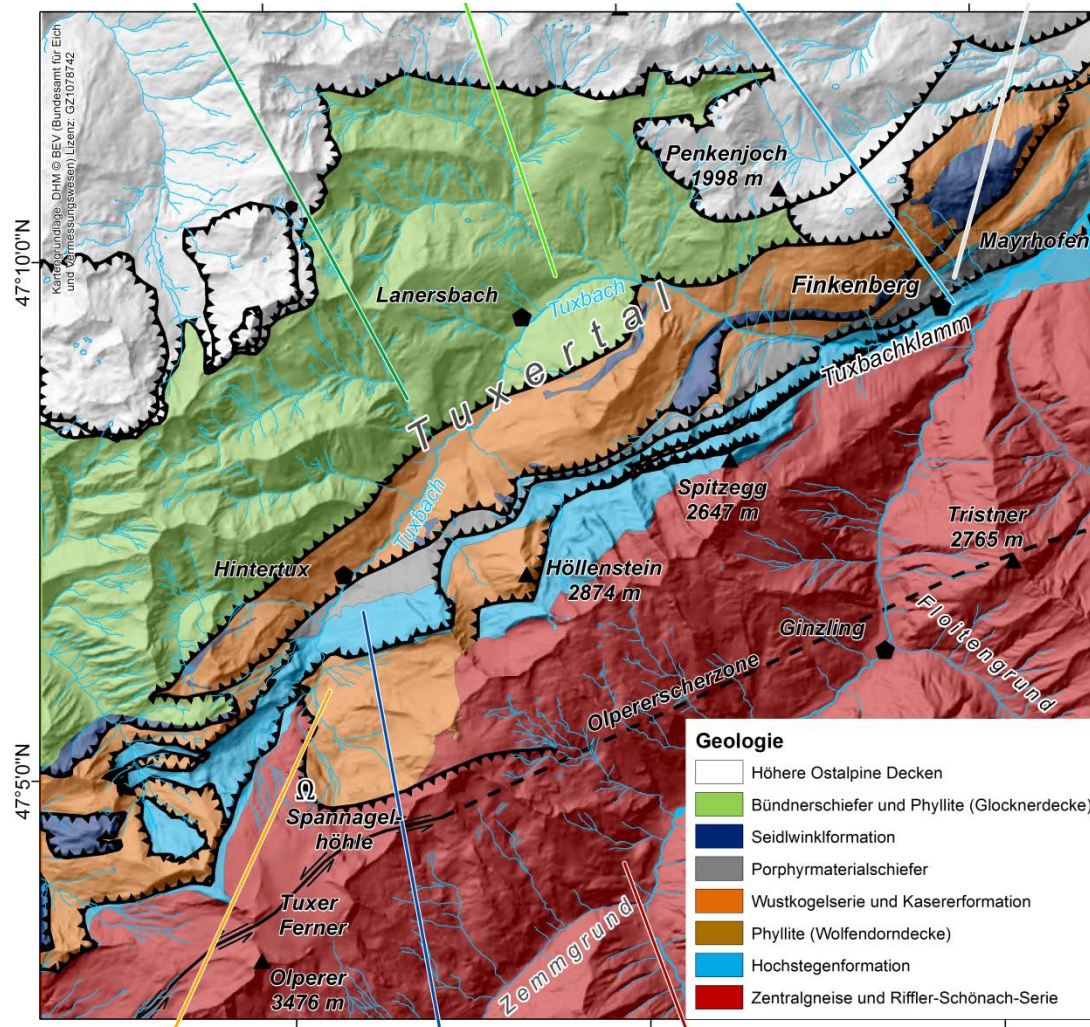 Kartengrundlage: DHM © BEV (Bundesamt für Eich
und Vermessungswesen) Lizenz: GZ1078742
47°10'0"N
47°5'0"N
Penkenjoch
1998 m
Mayrhofen
Lanersbach
Tuxbach
Finkenberg
Tuxertal
Tuxbachklamm
Tuxbach
Spitzegg
2647 m
Tristner
2765 m
Hintertux
Höllenstein
2874 m
Ginzling
Floitengrund
Olpererscherzone
Ω
Spannagel-
höhle
Tuxer
Ferner
Olperer
3476 m
Zemmgrund
Geologie
Höhere Ostalpine Decken
Bündnerschiefer und Phyllite (Glocknerdecke)
Seidlwinklformation
Porphyrmaterialschiefer
Wustkogelserie und Kasererformation
Phyllite (Wolfendorndecke)
Hochstegenformation
Zentralgneise und Riffler-Schönach-Serie